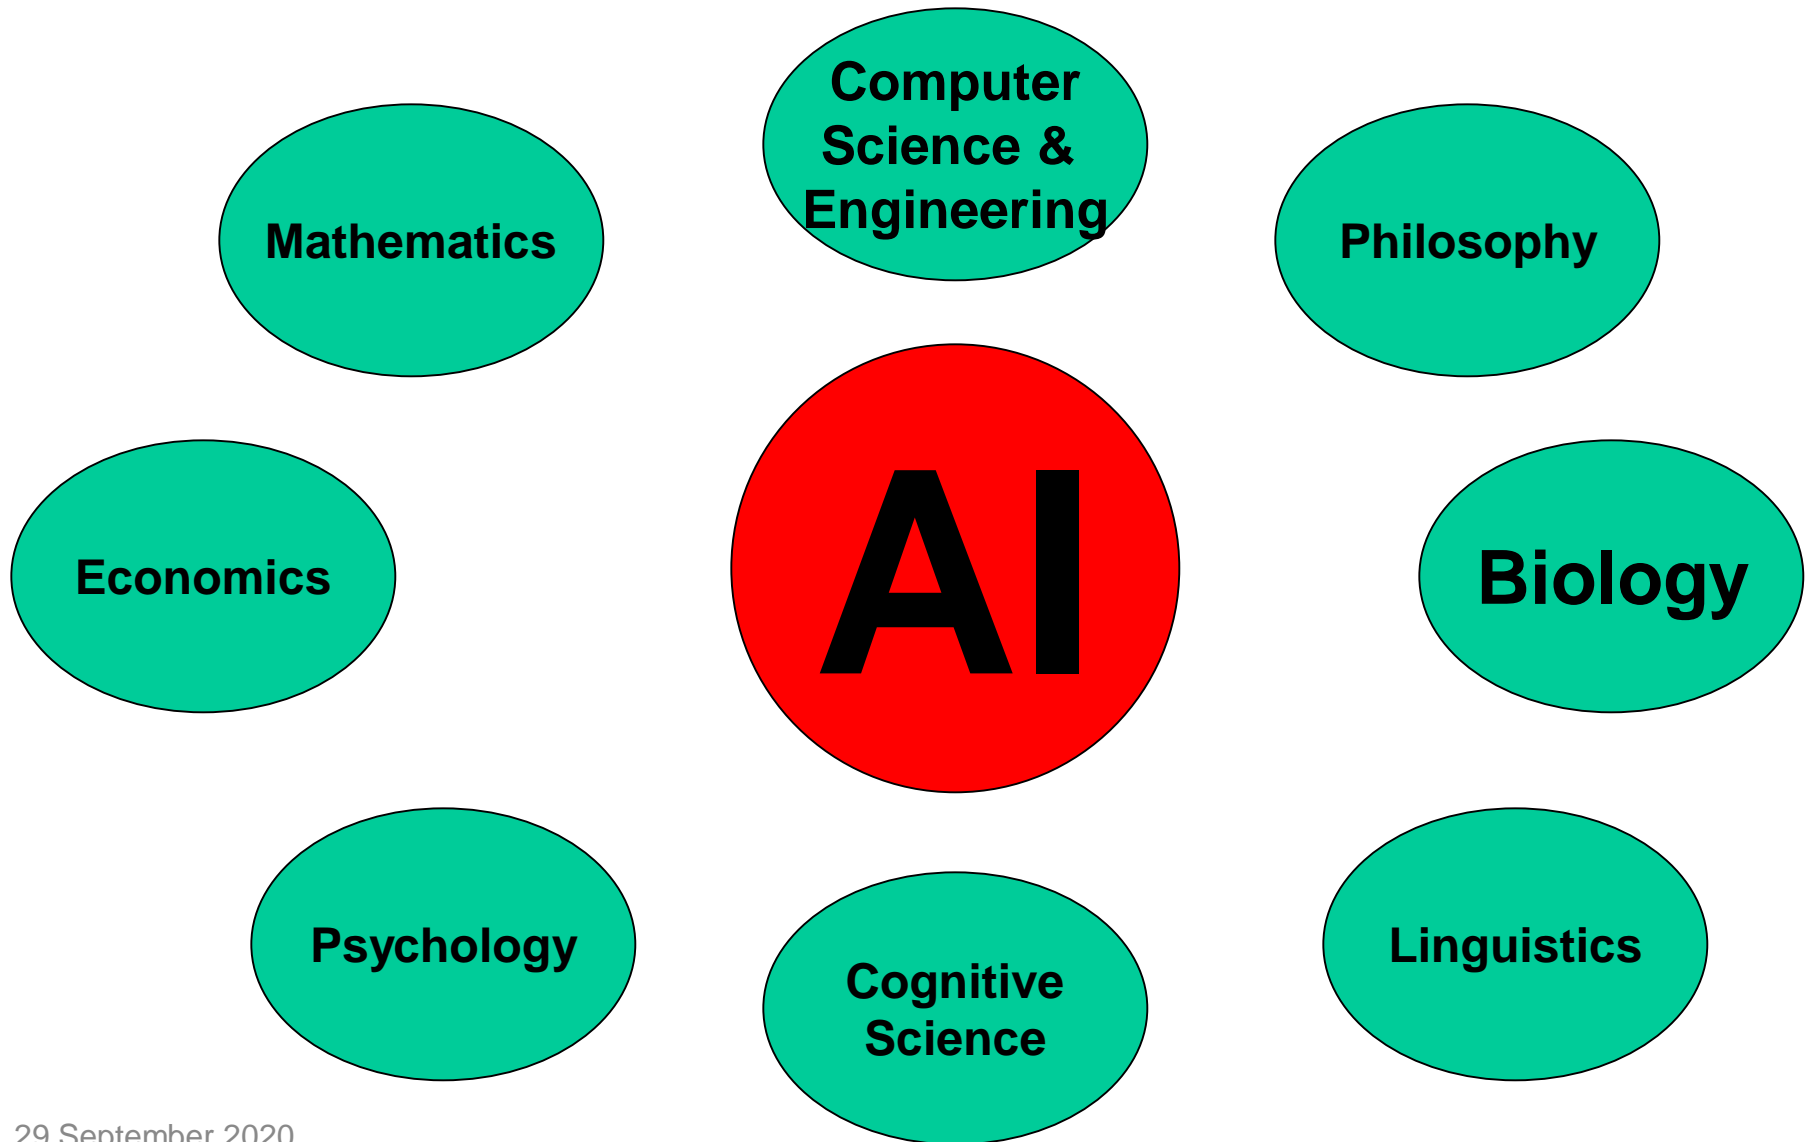 Computer
Science &
Engineering
Mathematics
Philosophy
AI
Economics
Biology
Psychology
Linguistics
Cognitive
Science
29 September 2020